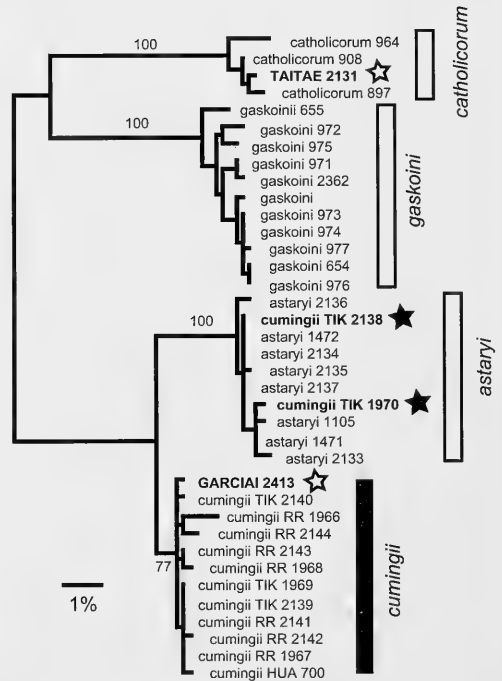 100
catholicorum 964
catholicorum 908
TAITAE 2131
catholicorum 897
catholicorum
100
gaskoinii 655
gaskoini 972
gaskoini 975
gaskoini 971
gaskoini 2362
gaskoini
gaskoini 973
gaskoini 974
gaskoini 977
gaskoini 654
gaskoini 976
gaskoini
100
astaryi 2136
cumingii TIK 2138
astaryi 1472
astaryi 2134
astaryi 2135
astaryi 2137
cumingii TIK 1970
astaryi 1105
astaryi 1471
astaryi 2133
astaryi
77
GARCIAI 2413
cumingii TIK 2140
cumingii RR 1966
cumingii RR 2144
cumingii RR 2143
cumingii RR 1968
cumingii TIK 1969
cumingii TIK 2139
cumingii RR 2141
cumingii RR 2142
cumingii RR 1967
cumingii HUA 700
cumingii
1%